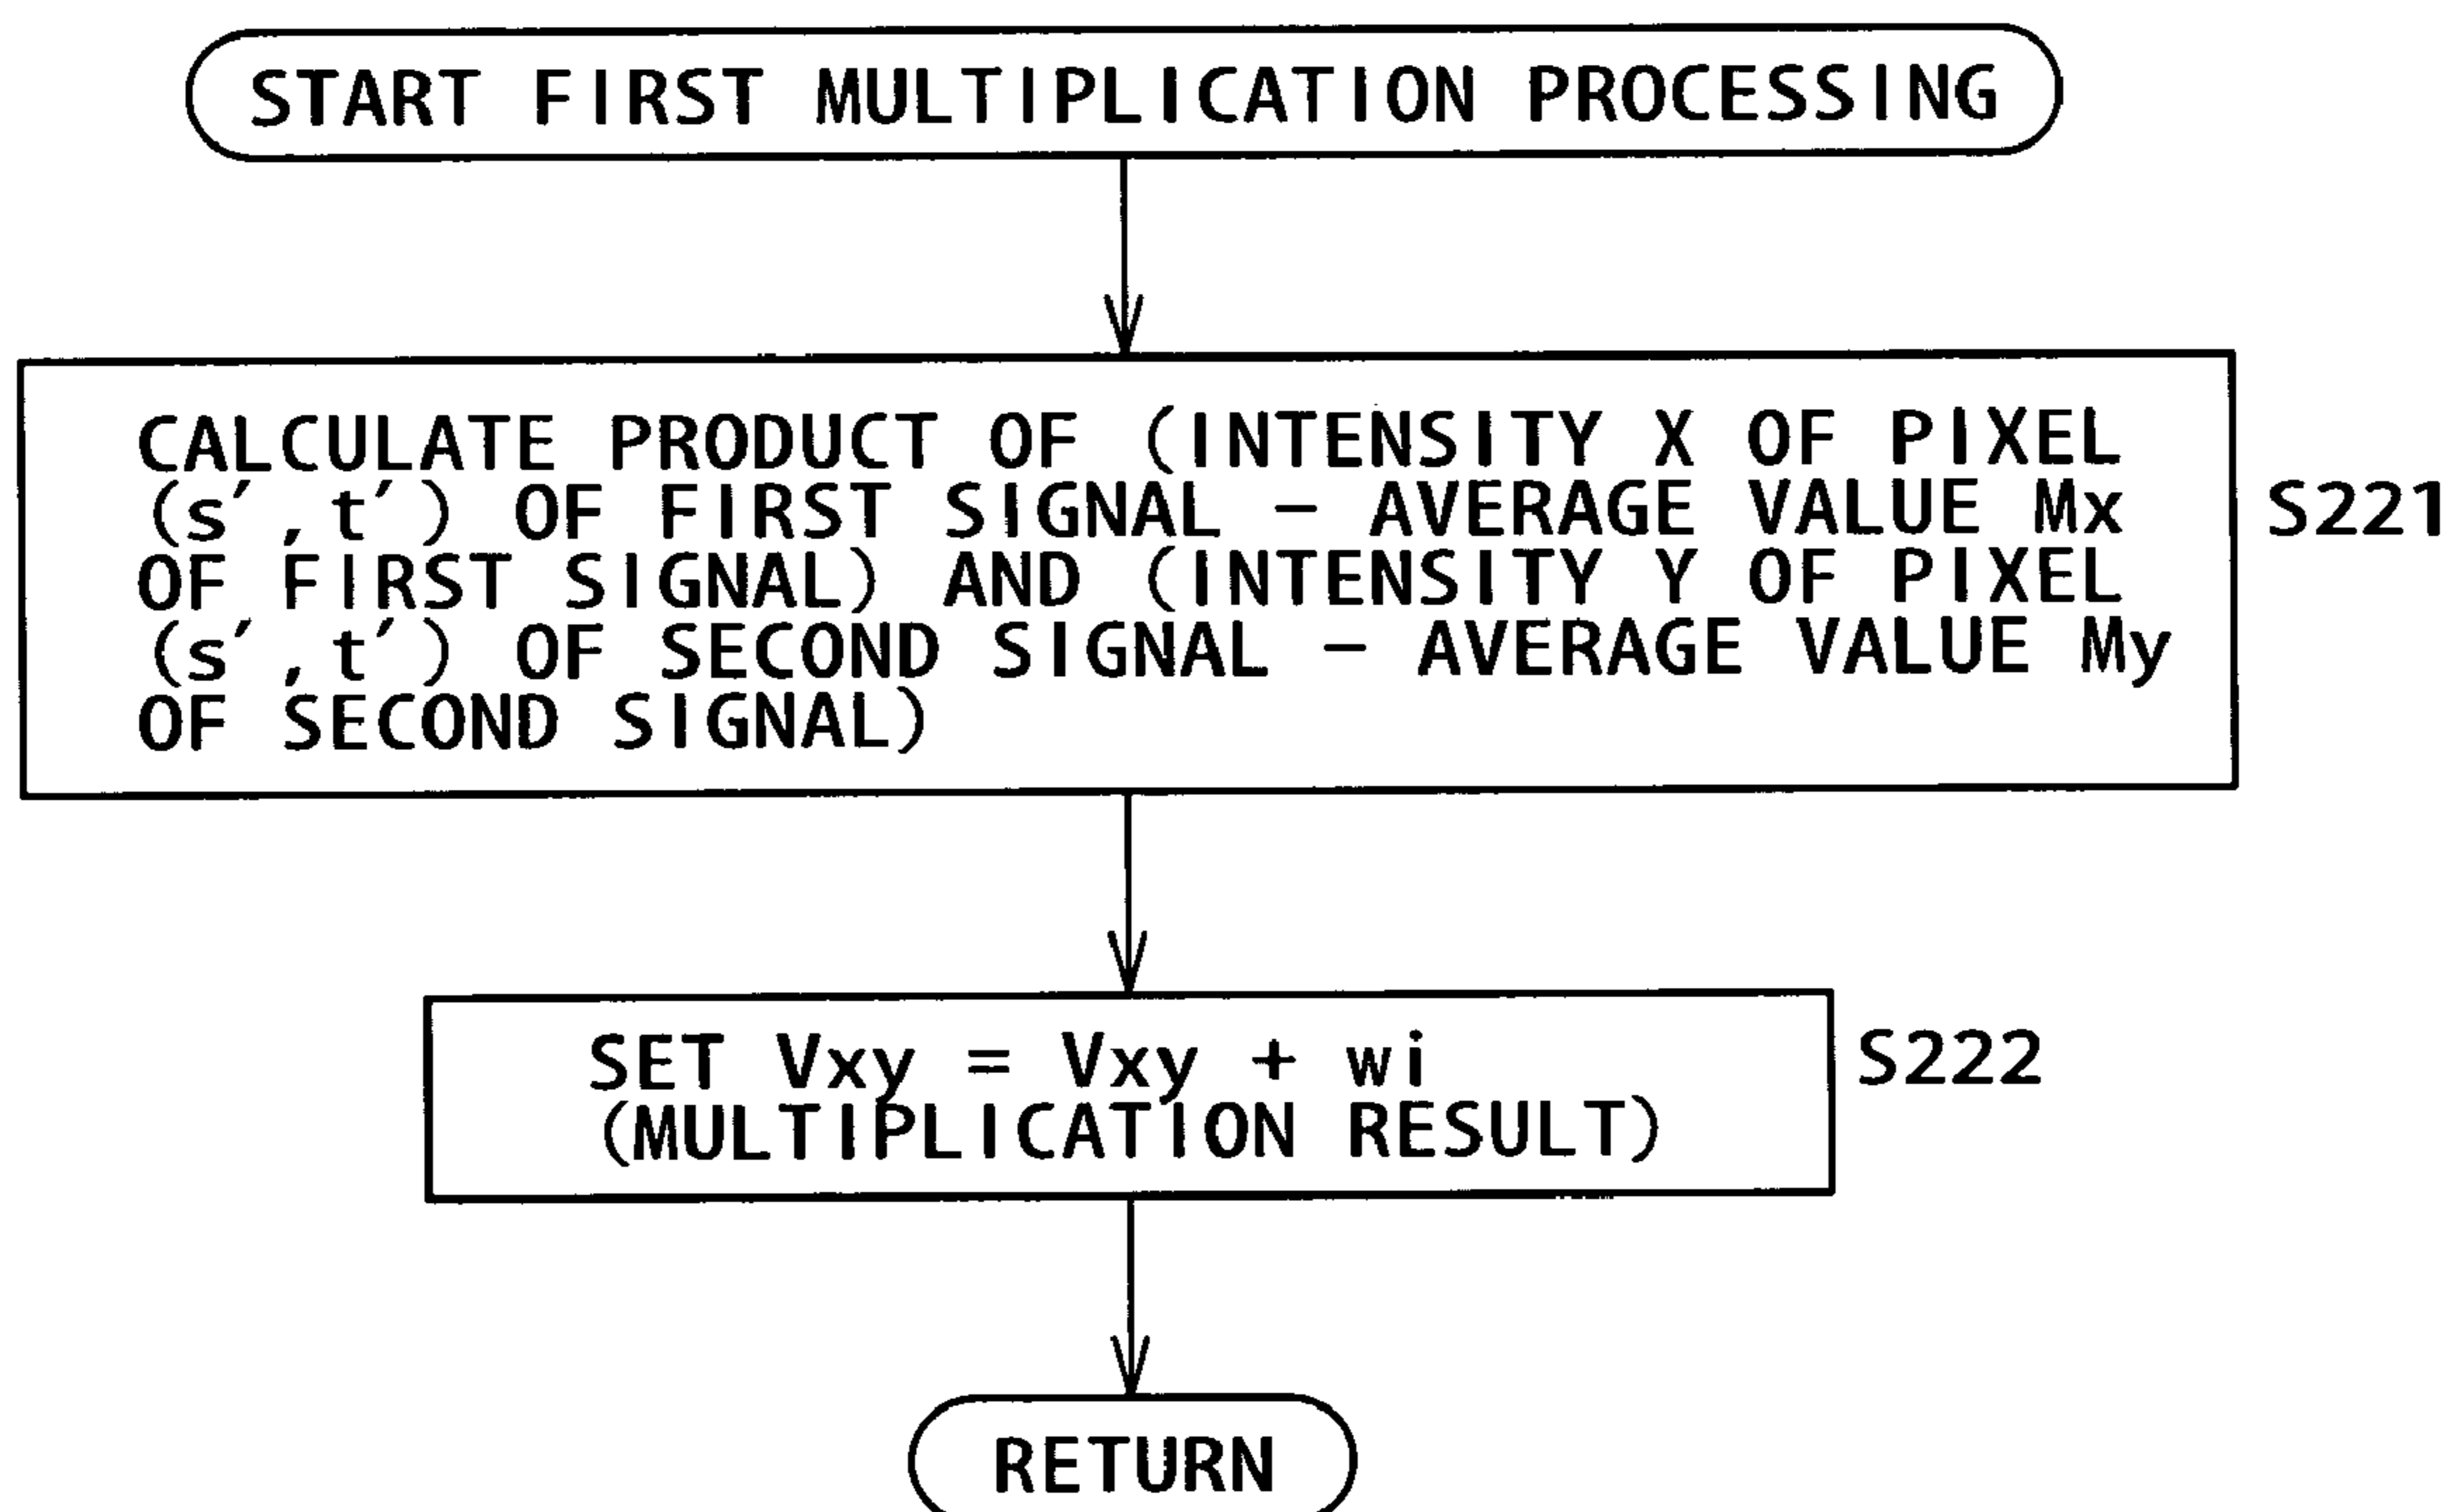 START FIRST MULTIPLICATION PROCESSING
CALCULATE PRODUCT OF (INTENSITY X OF PIXEL
(s′, t′) OF FIRST SIGNAL − AVERAGE VALUE Mx
OF FIRST SIGNAL) AND (INTENSITY Y OF PIXEL
(s′, t′) OF SECOND SIGNAL − AVERAGE VALUE My
OF SECOND SIGNAL)
S221
SET Vxy = Vxy + wi
(MULTIPLICATION RESULT)
S222
RETURN